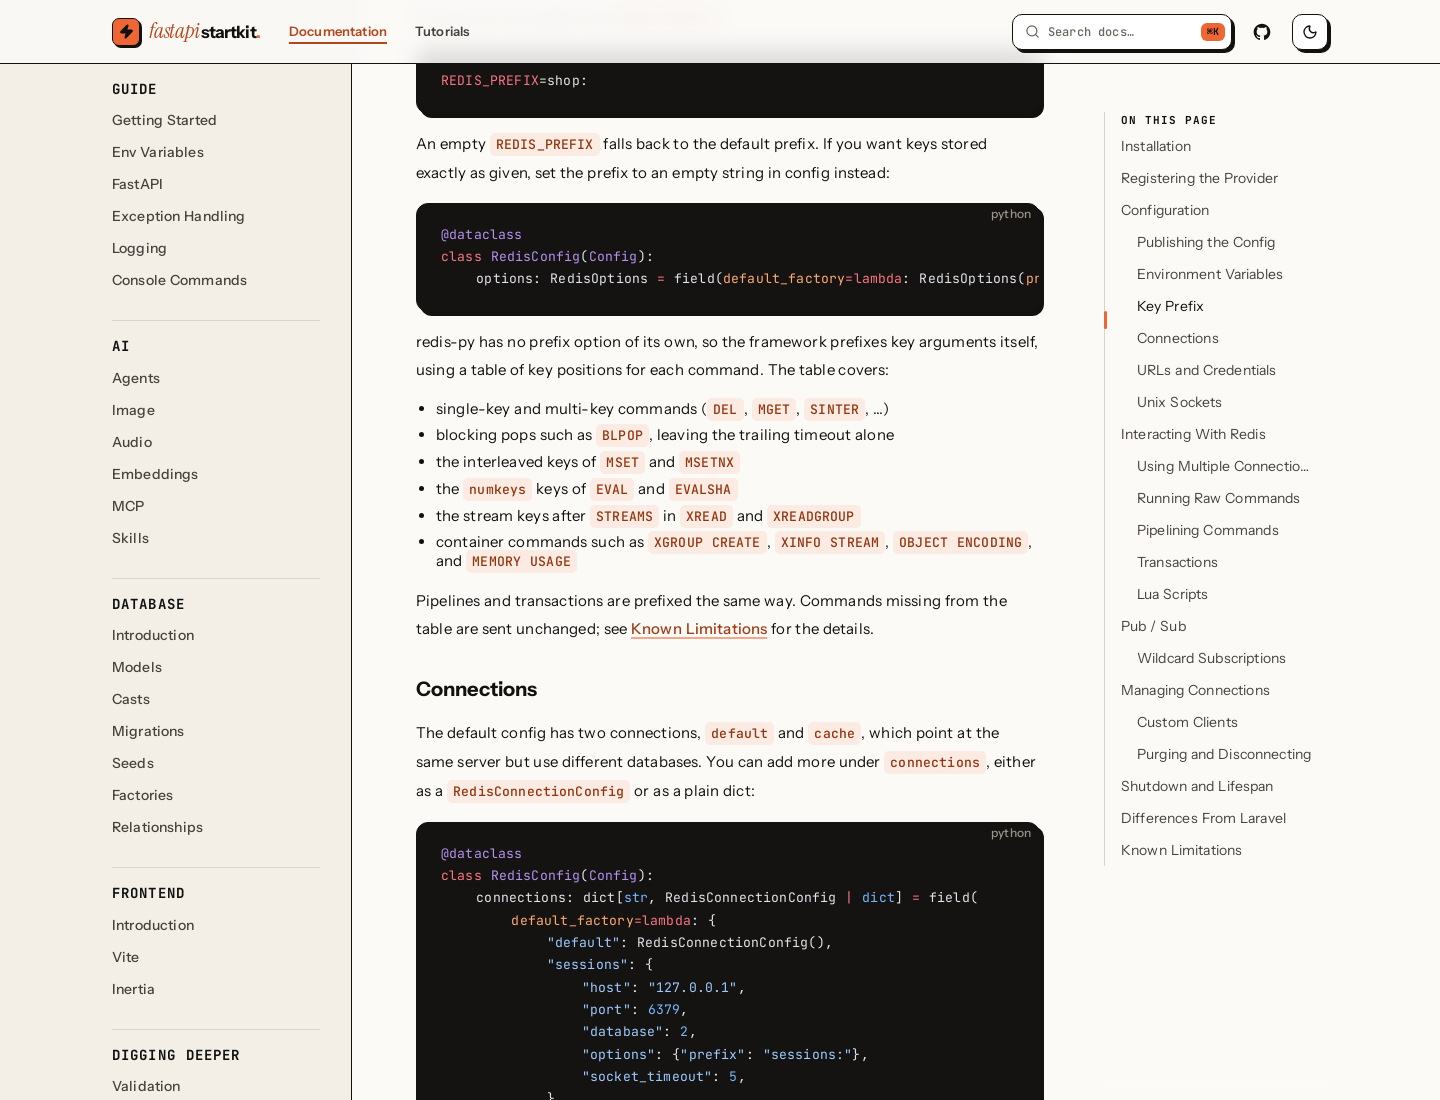 fastapi startkit.
Documentation
Tutorials
Search docs…
⌘K
GUIDE
Getting Started
Env Variables
FastAPI
Exception Handling
Logging
Console Commands
AI
Agents
Image
Audio
Embeddings
MCP
Skills
DATABASE
Introduction
Models
Casts
Migrations
Seeds
Factories
Relationships
FRONTEND
Introduction
Vite
Inertia
DIGGING DEEPER
Validation
REDIS_PREFIX=shop:
An empty REDIS_PREFIX falls back to the default prefix. If you want keys stored
exactly as given, set the prefix to an empty string in config instead:
python
@dataclass
class RedisConfig(Config):
    options: RedisOptions = field(default_factory=lambda: RedisOptions(pr
redis-py has no prefix option of its own, so the framework prefixes key arguments itself,
using a table of key positions for each command. The table covers:
• single-key and multi-key commands (DEL, MGET, SINTER, …)
• blocking pops such as BLPOP, leaving the trailing timeout alone
• the interleaved keys of MSET and MSETNX
• the numkeys keys of EVAL and EVALSHA
• the stream keys after STREAMS in XREAD and XREADGROUP
• container commands such as XGROUP CREATE, XINFO STREAM, OBJECT ENCODING,
and MEMORY USAGE
Pipelines and transactions are prefixed the same way. Commands missing from the
table are sent unchanged; see Known Limitations for the details.
Connections
The default config has two connections, default and cache, which point at the
same server but use different databases. You can add more under connections, either
as a RedisConnectionConfig or as a plain dict:
python
@dataclass
class RedisConfig(Config):
    connections: dict[str, RedisConnectionConfig | dict] = field(
        default_factory=lambda: {
            "default": RedisConnectionConfig(),
            "sessions": {
                "host": "127.0.0.1",
                "port": 6379,
                "database": 2,
                "options": {"prefix": "sessions:"},
                "socket_timeout": 5,
            }
ON THIS PAGE
Installation
Registering the Provider
Configuration
Publishing the Config
Environment Variables
Key Prefix
Connections
URLs and Credentials
Unix Sockets
Interacting With Redis
Using Multiple Connectio…
Running Raw Commands
Pipelining Commands
Transactions
Lua Scripts
Pub / Sub
Wildcard Subscriptions
Managing Connections
Custom Clients
Purging and Disconnecting
Shutdown and Lifespan
Differences From Laravel
Known Limitations